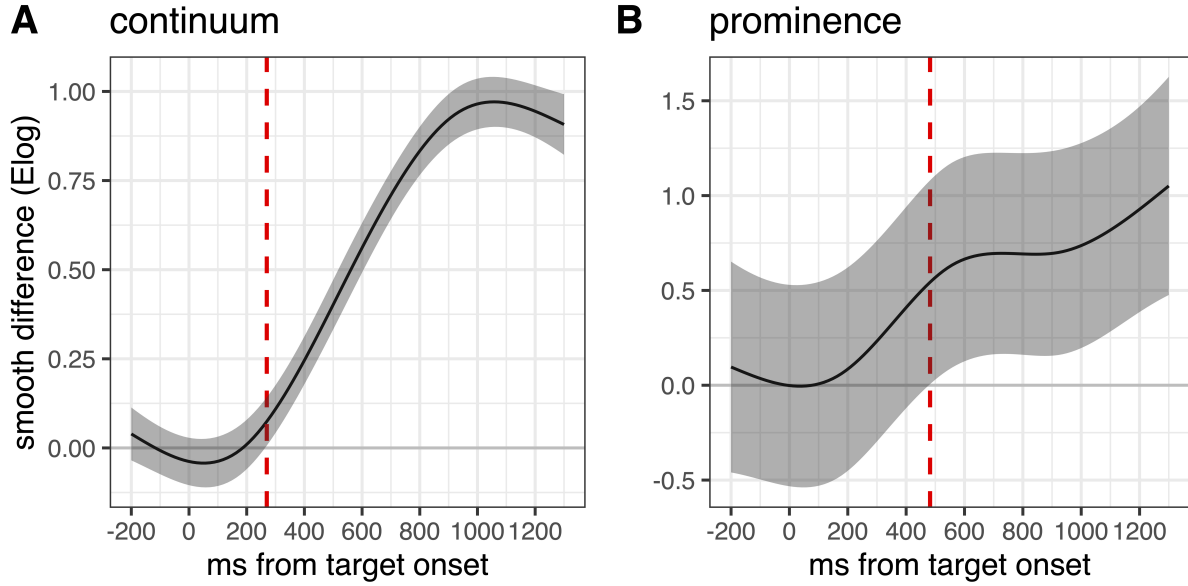 A continuum
smooth difference (Elog)
1.00
0.75
0.50
0.25
0.00
-200 0 200 400 600 800 1000 1200
ms from target onset
B prominence
1.5
1.0
0.5
0.0
-0.5
-200 0 200 400 600 800 1000 1200
ms from target onset